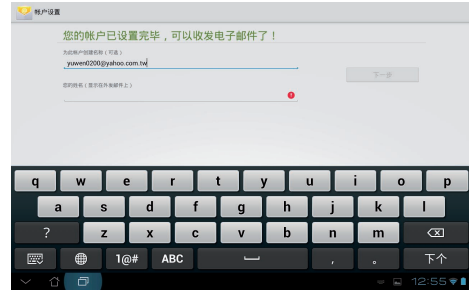 帐户设置
您的帐户已设置完毕，可以收发电子邮件了！
为此帐户创建名称（可选）
yuwen0200@yahoo.com.tw
下一步
您的姓名（显示在外发邮件上）
q w e r t y u i o p
a s d f g h j k l
? z x c v b n m
1@# ABC , 。 下个
12:55